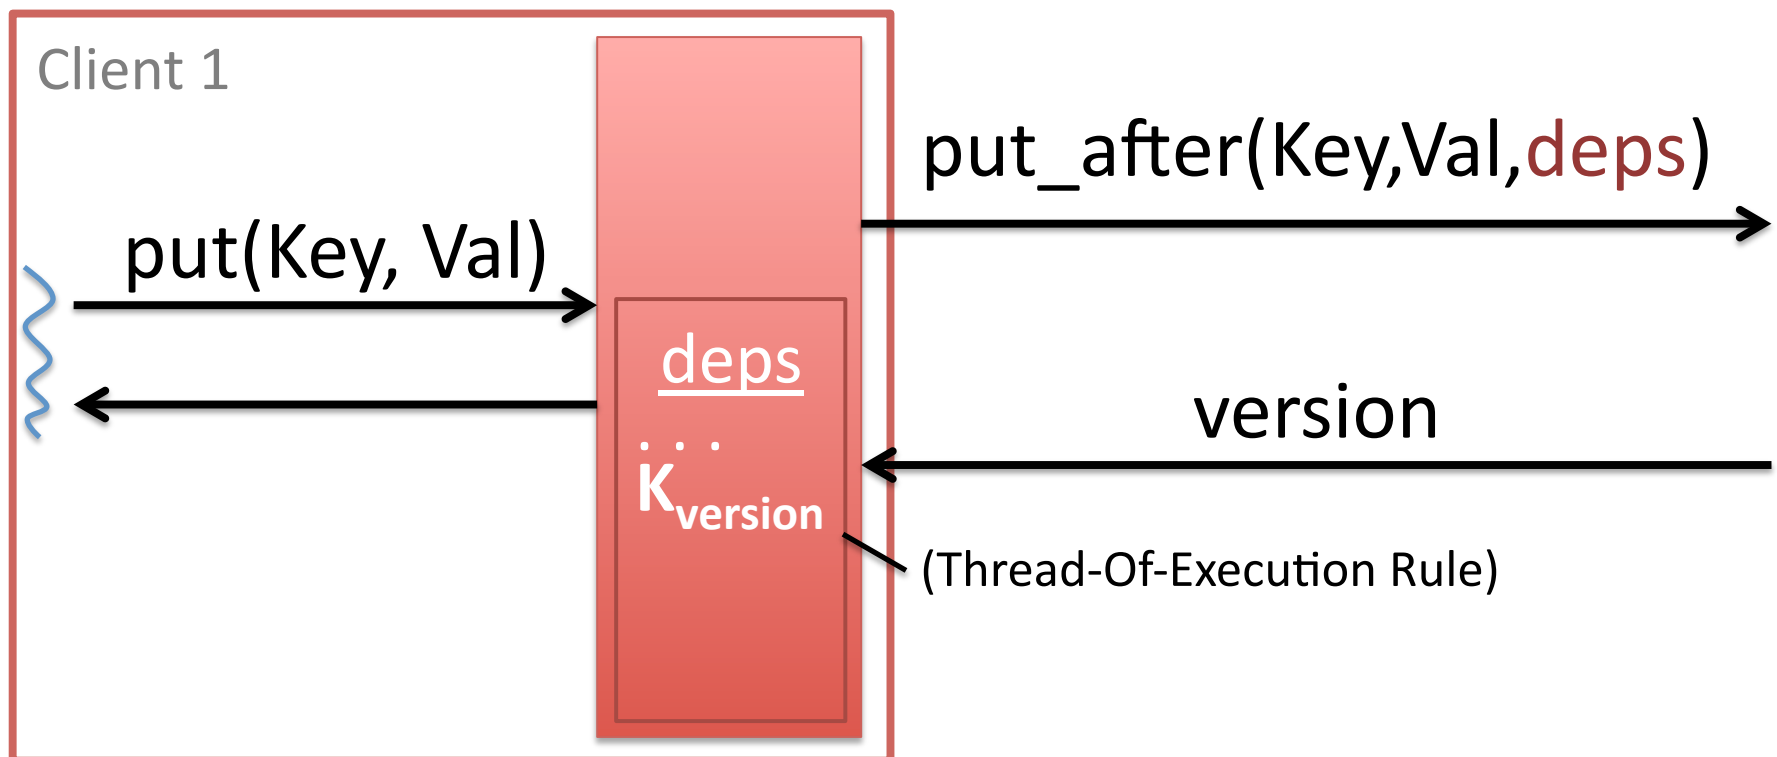 Client 1
put_after(Key,Val,deps)
put(Key, Val)
deps
. . .
Kversion
version
(Thread-Of-Execution Rule)